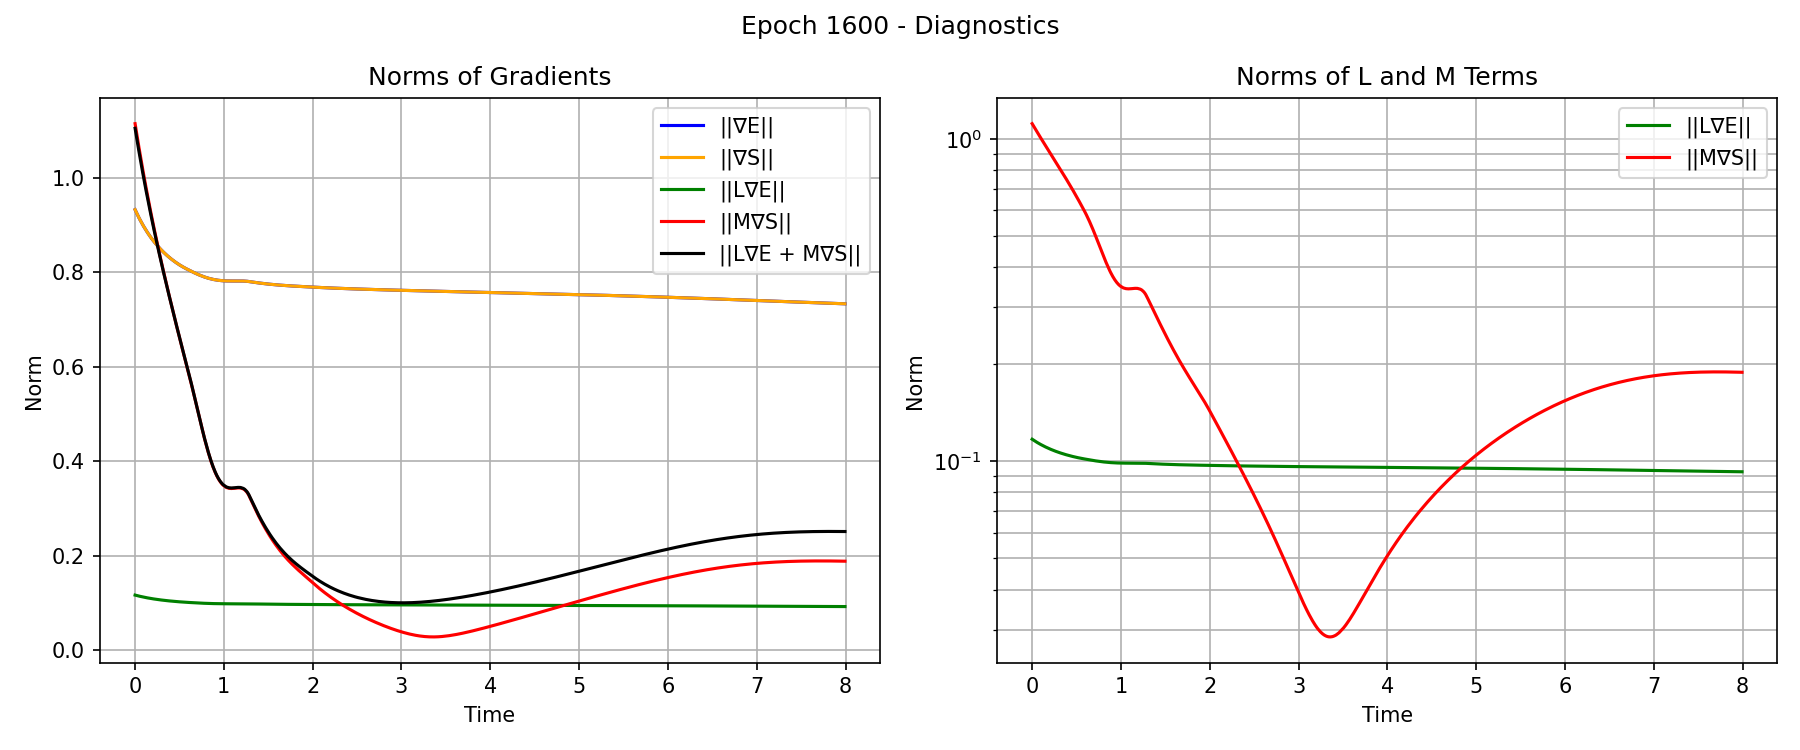 Epoch 1600 - Diagnostics
Norms of Gradients
Norm
1.0
0.8
0.6
0.4
0.2
0.0
||∇E||
||∇S||
||L∇E||
||M∇S||
||L∇E + M∇S||
0 1 2 3 4 5 6 7 8
Time
Norms of L and M Terms
Norm
10⁰
10⁻¹
||L∇E||
||M∇S||
0 1 2 3 4 5 6 7 8
Time